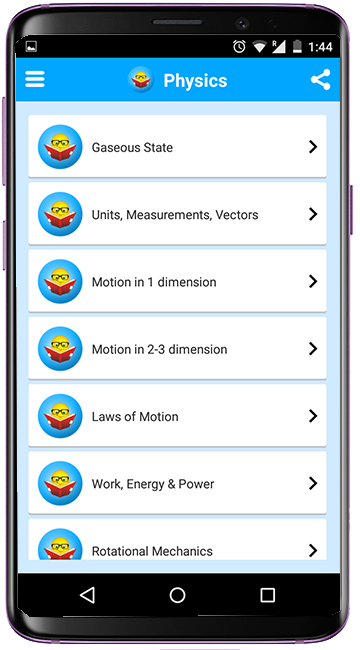 1:44
Physics
Gaseous State
Units, Measurements, Vectors
Motion in 1 dimension
Motion in 2-3 dimension
Laws of Motion
Work, Energy & Power
Rotational Mechanics